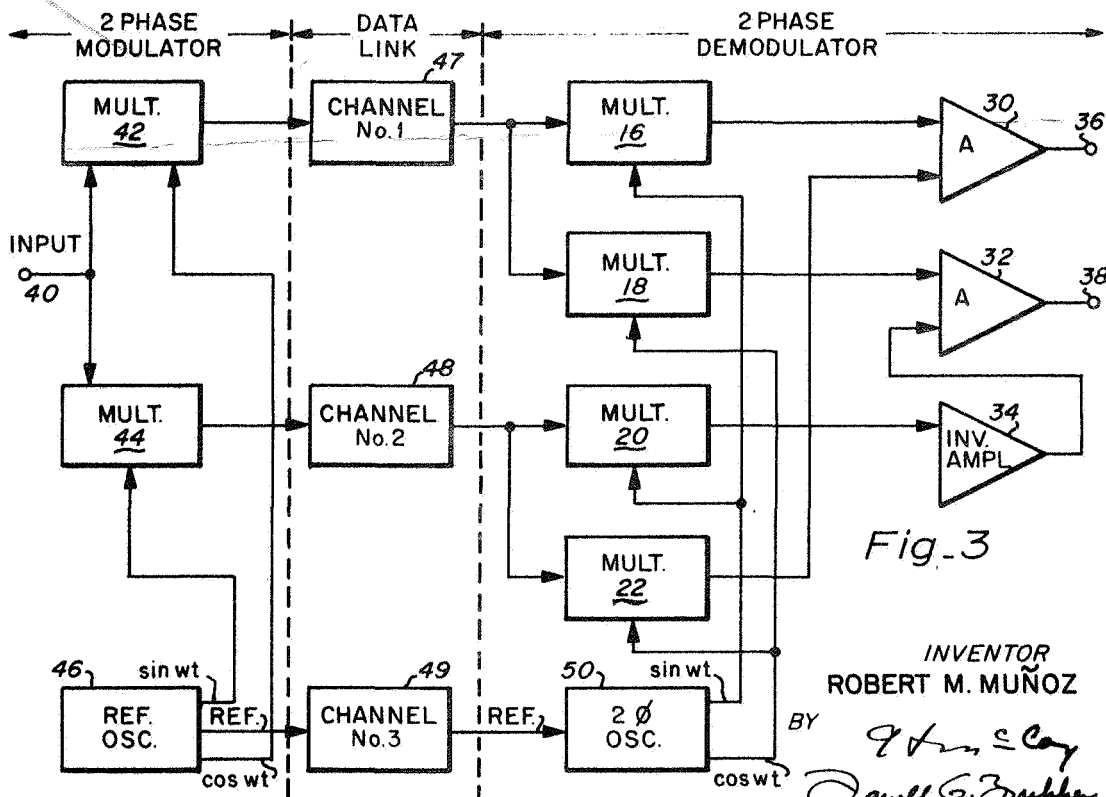 2 PHASE
MODULATOR
DATA
LINK
2 PHASE
DEMODULATOR
MULT.
42
47
CHANNEL
No.1
MULT.
16
30
A
36
INPUT
40
MULT.
18
32
A
38
MULT.
44
48
CHANNEL
No.2
MULT.
20
34
INV.
AMPL.
MULT.
22
Fig_3
46
REF.
OSC.
sin wt
REF.
cos wt
49
CHANNEL
No.3
REF.
50
2 Ø
OSC.
sin wt
cos wt
INVENTOR
ROBERT M. MUÑOZ
BY